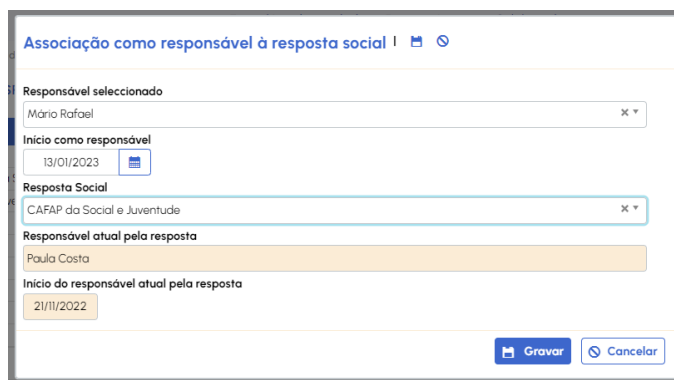 Associação como responsável à resposta social |
Responsável seleccionado
Mário Rafael
Início como responsável
13/01/2023
Resposta Social
CAFAP da Social e Juventude
Responsável atual pela resposta
Paula Costa
Início do responsável atual pela resposta
21/11/2022
Gravar Cancelar